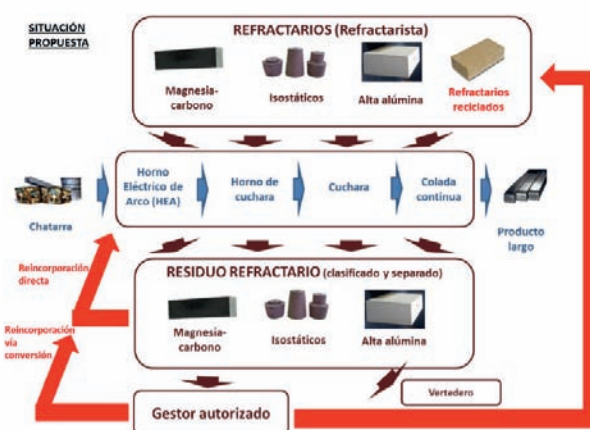 SITUACIÓN
PROPUESTA
REFRACTARIOS (Refractarista)
Magnesia-
carbono
Isostáticos
Alta alúmina
Refractarios
reciclados
Chatarra
Horno
Eléctrico de
Arco (HEA)
Horno de
cuchara
Cuchara
Colada
continua
Producto
largo
Reincorporación
directa
RESIDUO REFRACTARIO (clasificado y separado)
Magnesia-
carbono
Isostáticos
Alta alúmina
Reincorporación
vía
conversión
Gestor autorizado
Vertedero